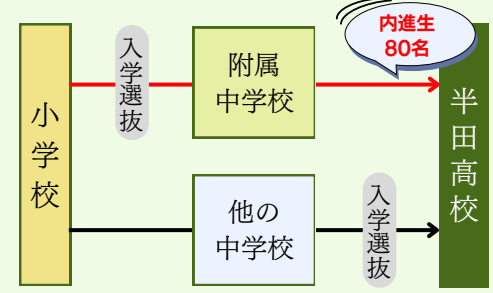 小学校
入学選抜
附属
中学校
内進生
80名
他の
中学校
入学選抜
半田高校